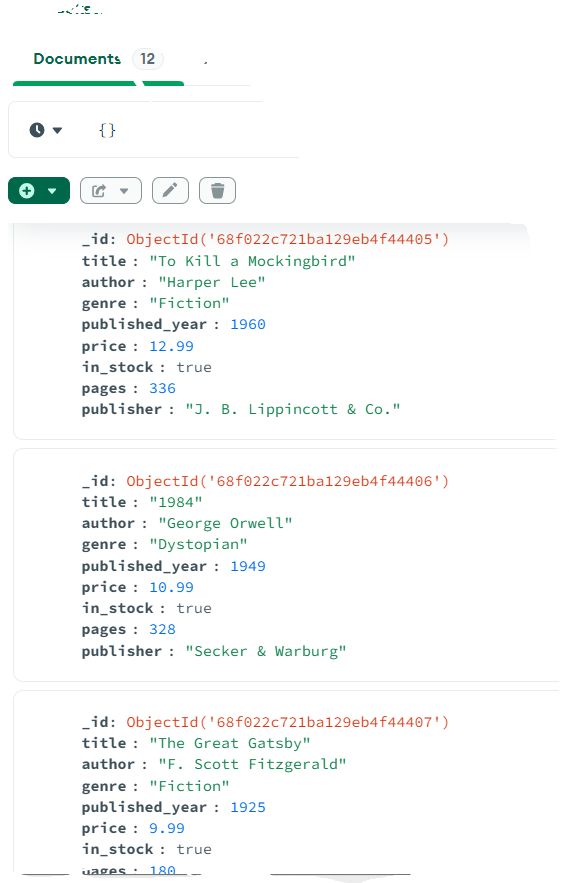 Documents 12
{}
_id: ObjectId('68f022c721ba129eb4f44405')
title : "To Kill a Mockingbird"
author : "Harper Lee"
genre : "Fiction"
published_year : 1960
price : 12.99
in_stock : true
pages : 336
publisher : "J. B. Lippincott & Co."
_id: ObjectId('68f022c721ba129eb4f44406')
title : "1984"
author : "George Orwell"
genre : "Dystopian"
published_year : 1949
price : 10.99
in_stock : true
pages : 328
publisher : "Secker & Warburg"
_id: ObjectId('68f022c721ba129eb4f44407')
title : "The Great Gatsby"
author : "F. Scott Fitzgerald"
genre : "Fiction"
published_year : 1925
price : 9.99
in_stock : true
pages : 180